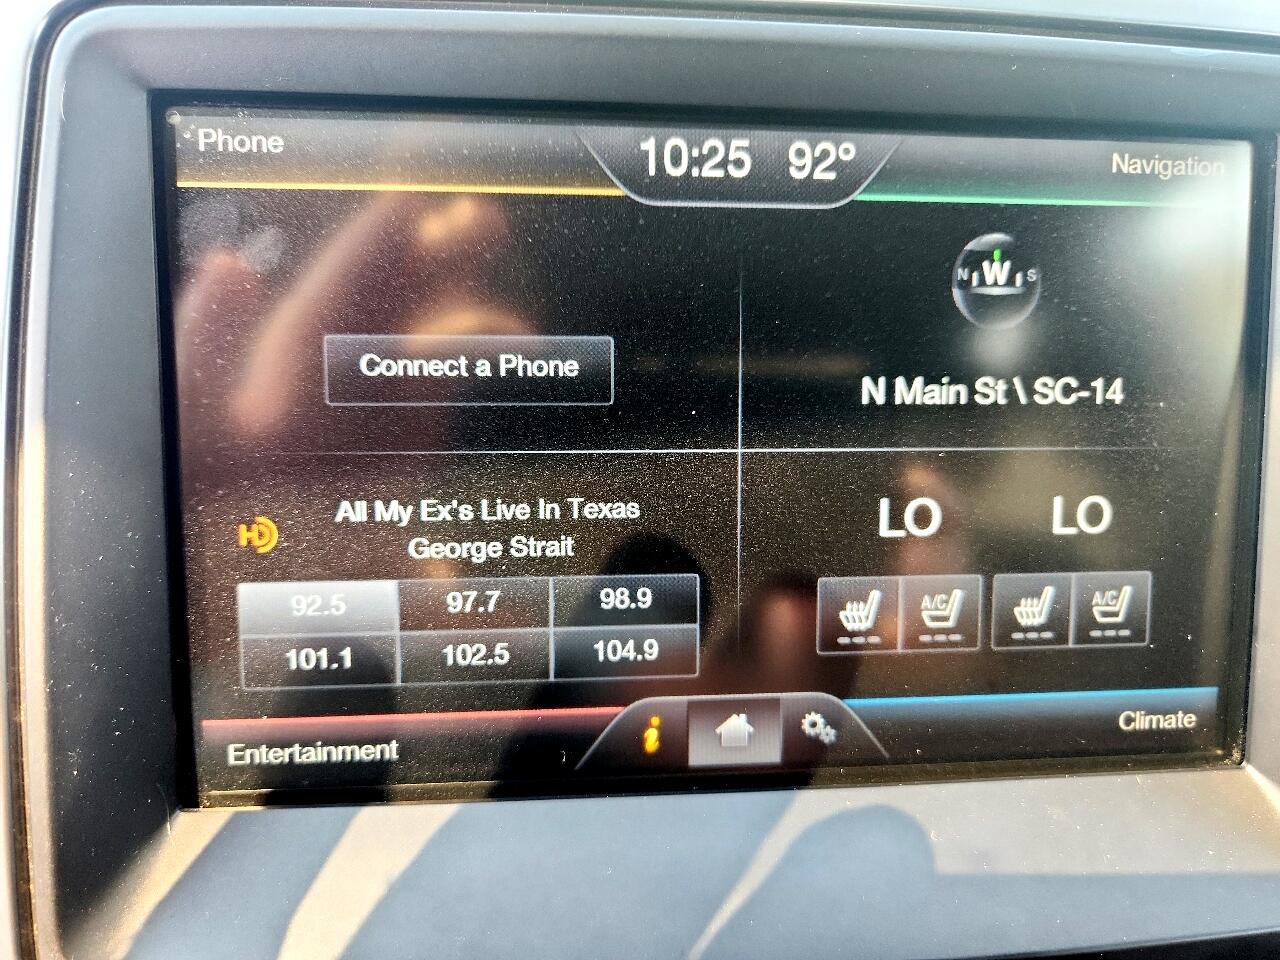 Phone
10:25 92°
Navigation
N W S
Connect a Phone
N Main St \ SC-14
HD
All My Ex's Live In Texas
George Strait
LO LO
92.5 97.7 98.9
101.1 102.5 104.9
A/C A/C
Entertainment
i
Climate